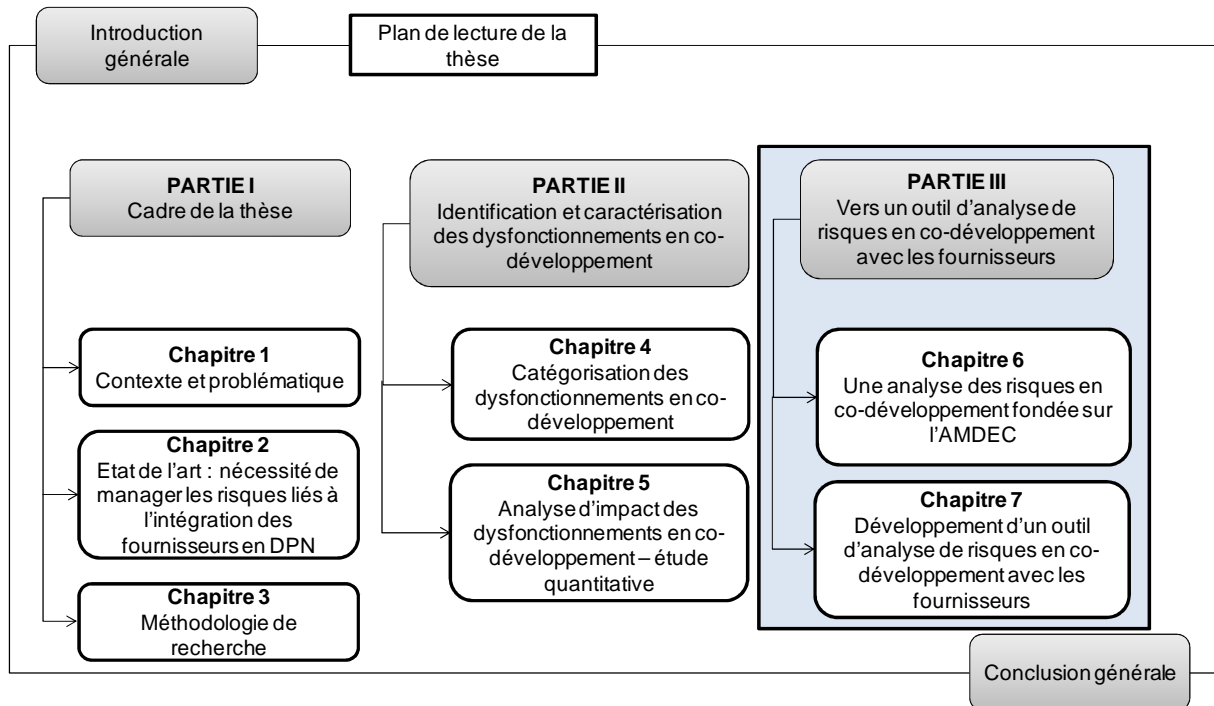 Introduction
générale
Plan de lecture de la
thèse
PARTIE I
Cadre de la thèse
Chapitre 1
Contexte et problématique
Chapitre 2
Etat de l'art : nécessité de
manager les risques liés à
l'intégration des
fournisseurs en DPN
Chapitre 3
Méthodologie de
recherche
PARTIE II
Identification et caractérisation
des dysfonctionnements en co-
développement
Chapitre 4
Catégorisation des
dysfonctionnements en co-
développement
Chapitre 5
Analyse d'impact des
dysfonctionnements en co-
développement – étude
quantitative
PARTIE III
Vers un outil d'analyse de
risques en co-développement
avec les fournisseurs
Chapitre 6
Une analyse des risques en
co-développement fondée sur
l'AMDEC
Chapitre 7
Développement d'un outil
d'analyse de risques en co-
développement avec les
fournisseurs
Conclusion générale